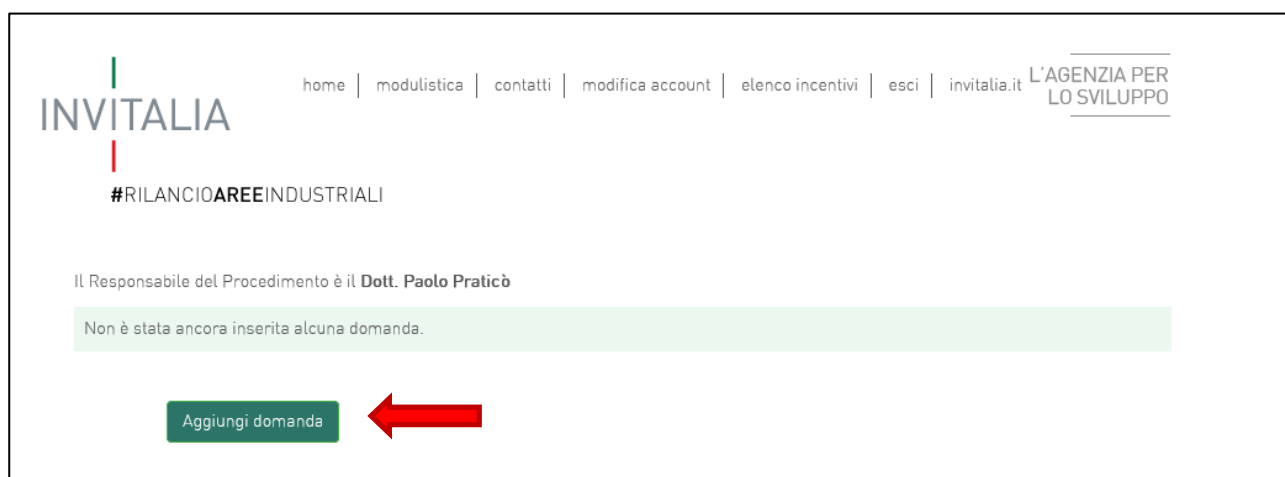 INVITALIA
home | modulistica | contatti | modifica account | elenco incentivi | esci | invitalia.it
L'AGENZIA PER
LO SVILUPPO
#RILANCIOAREEINDUSTRIALI
Il Responsabile del Procedimento è il Dott. Paolo Praticò
Non è stata ancora inserita alcuna domanda.
Aggiungi domanda